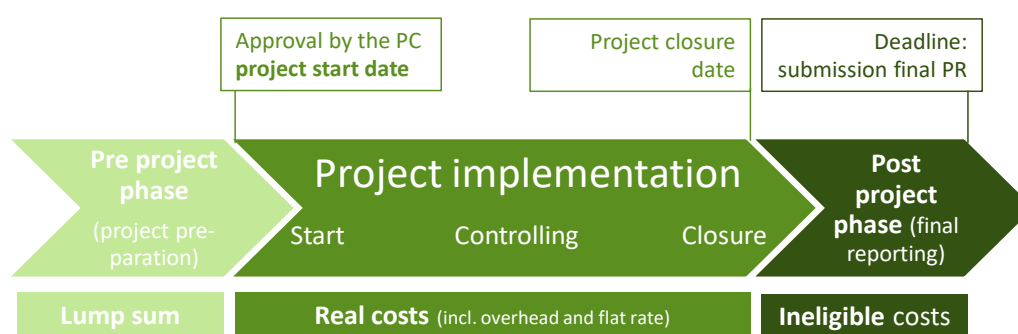 Approval by the PC
project start date
Project closure
date
Deadline:
submission final PR
Pre project
phase
(project pre-
paration)
Project implementation
Start Controlling Closure
Post
project
phase (final
reporting)
Lump sum
Real costs (incl. overhead and flat rate)
Ineligible costs